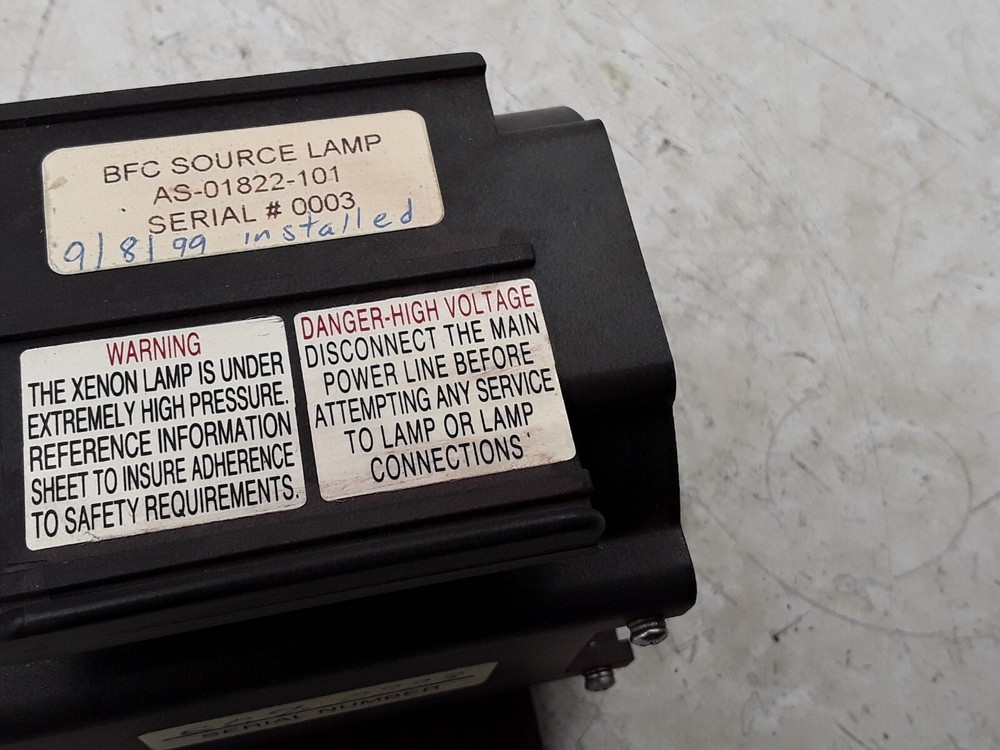 BFC SOURCE LAMP
AS-01822-101
SERIAL # 0003
9/8/99 installed
WARNING
THE XENON LAMP IS UNDER
EXTREMELY HIGH PRESSURE.
REFERENCE INFORMATION
SHEET TO INSURE ADHERENCE
TO SAFETY REQUIREMENTS.
DANGER-HIGH VOLTAGE
DISCONNECT THE MAIN
POWER LINE BEFORE
ATTEMPTING ANY SERVICE
TO LAMP OR LAMP
CONNECTIONS
SERIAL NUMBER